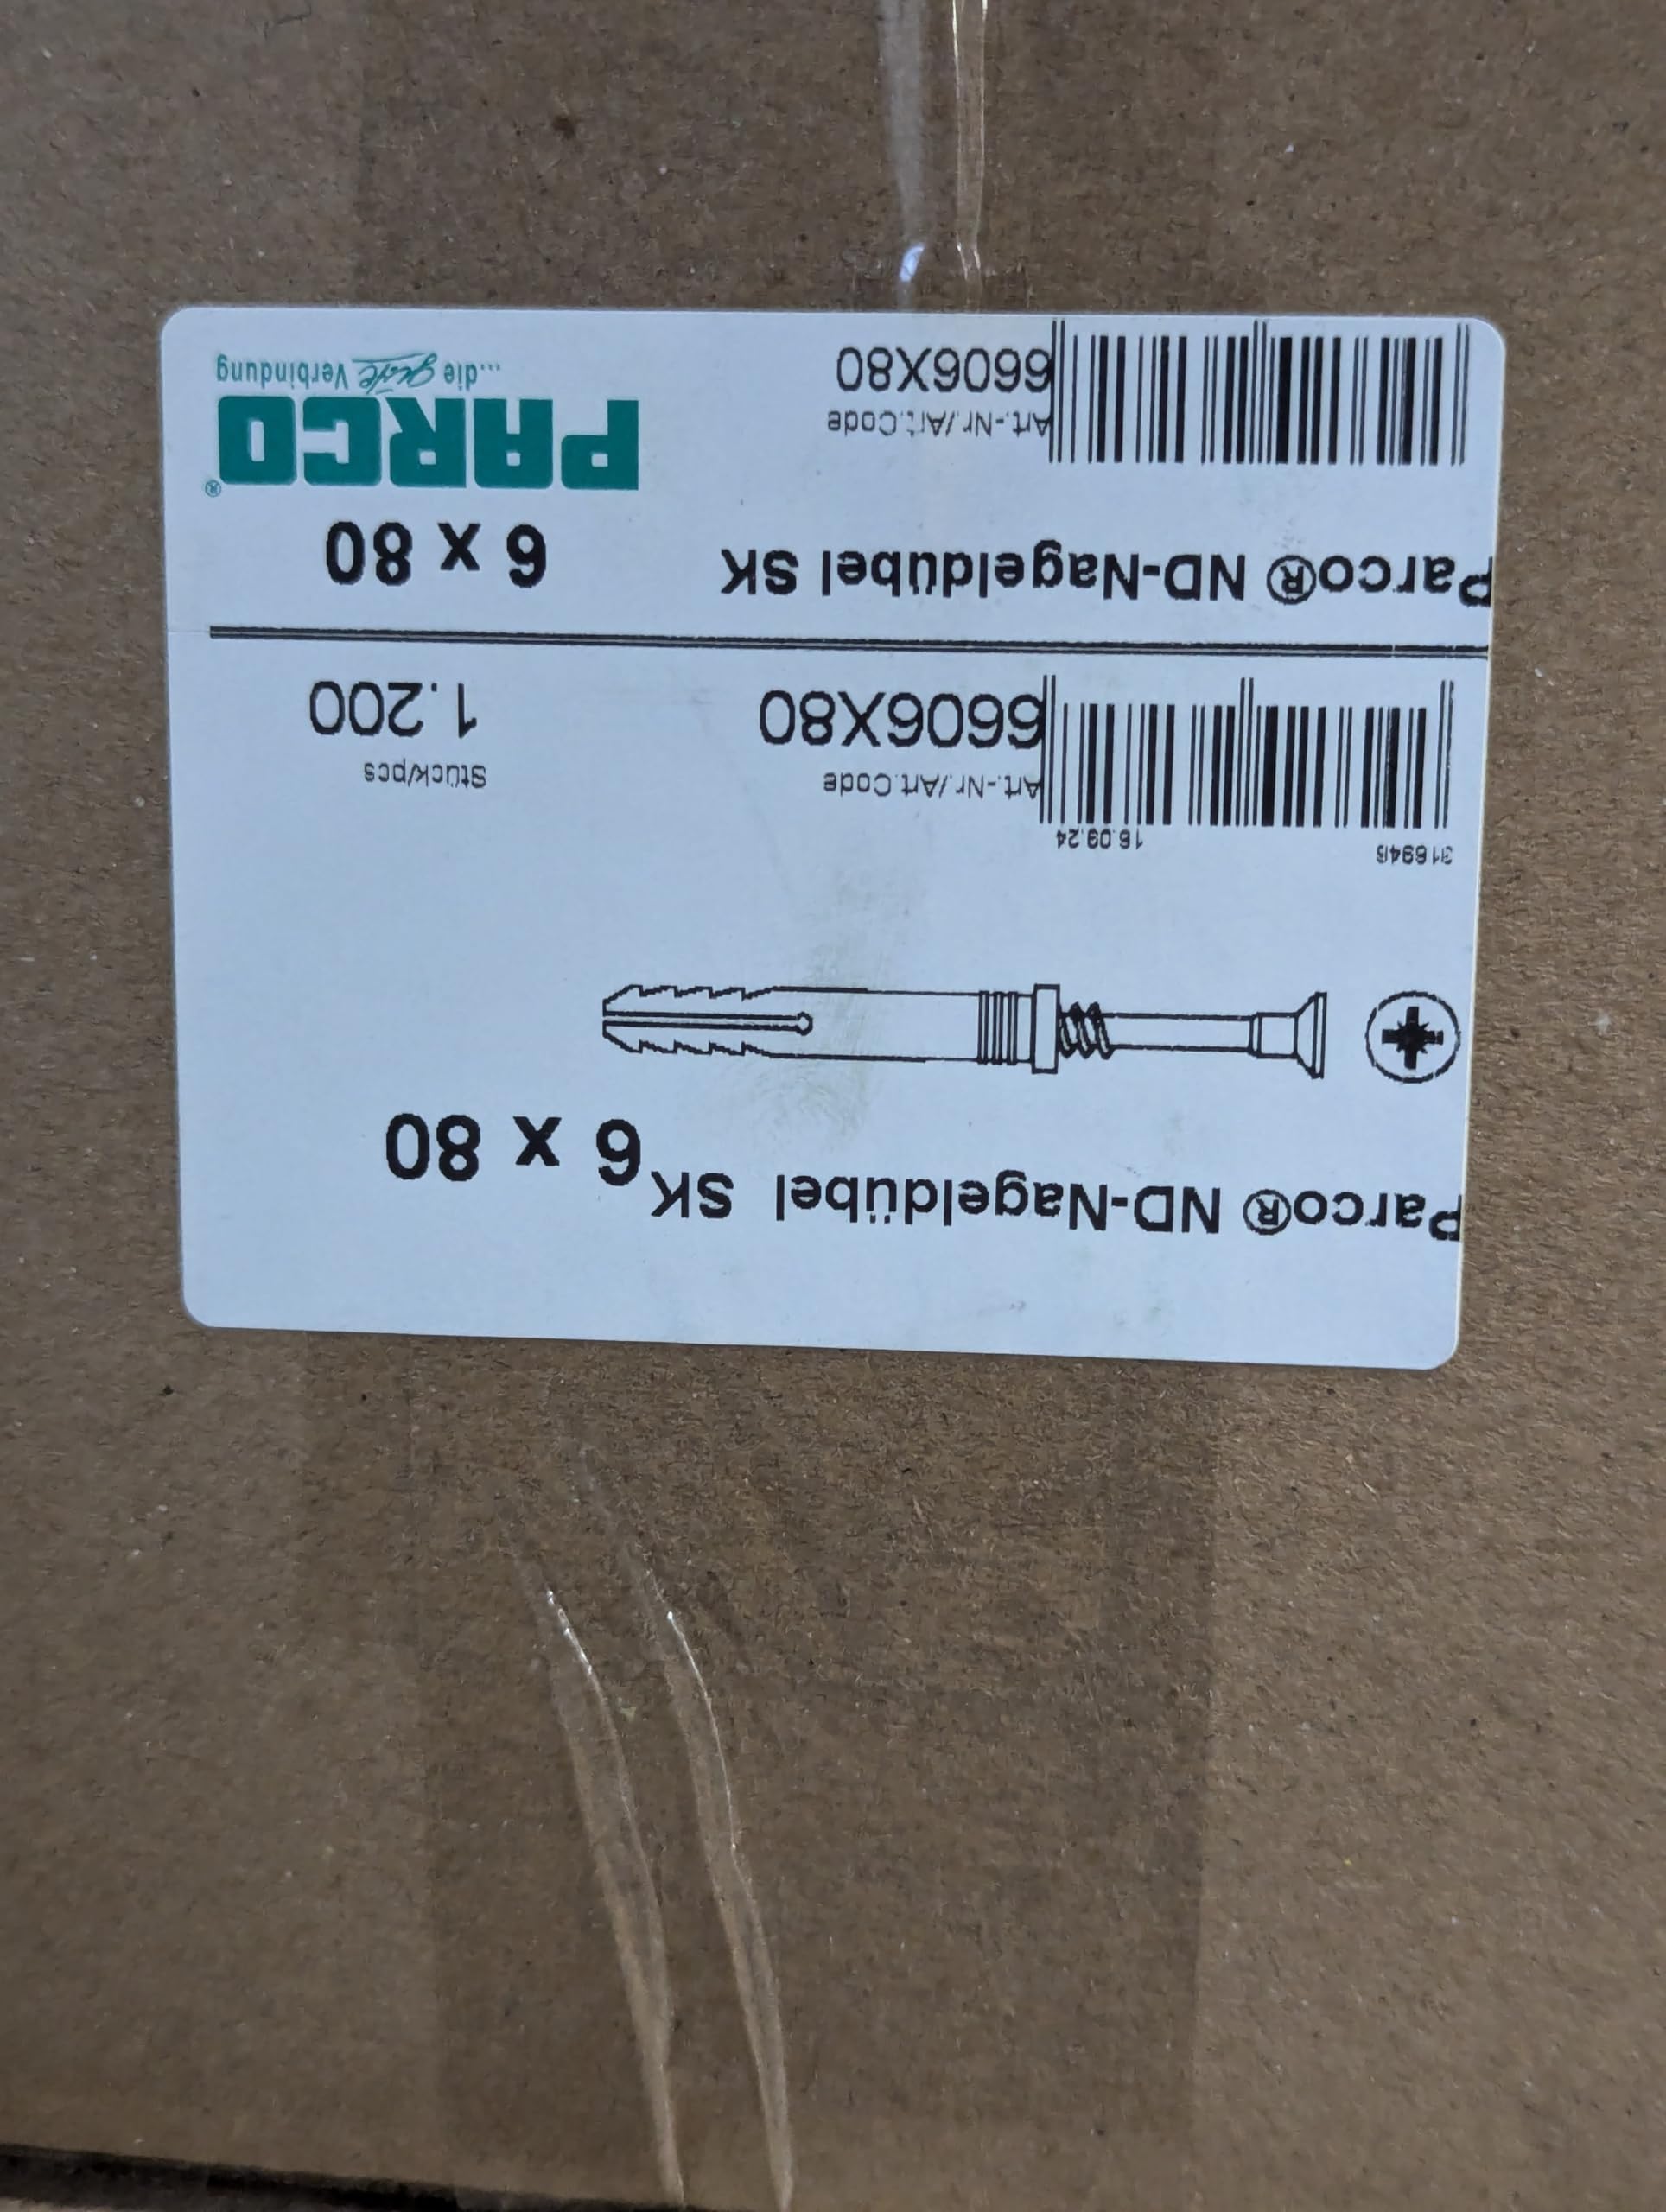 Parco® ND-Nageldübel SK 6 x 80
16.09.24
Art.-Nr./Art.Code
6606X80
Stück/pcs
1.200
Parco® ND-Nageldübel SK 6 x 80
Art.-Nr./Art.Code
6606X80
PARCO®
...die gute Verbindung